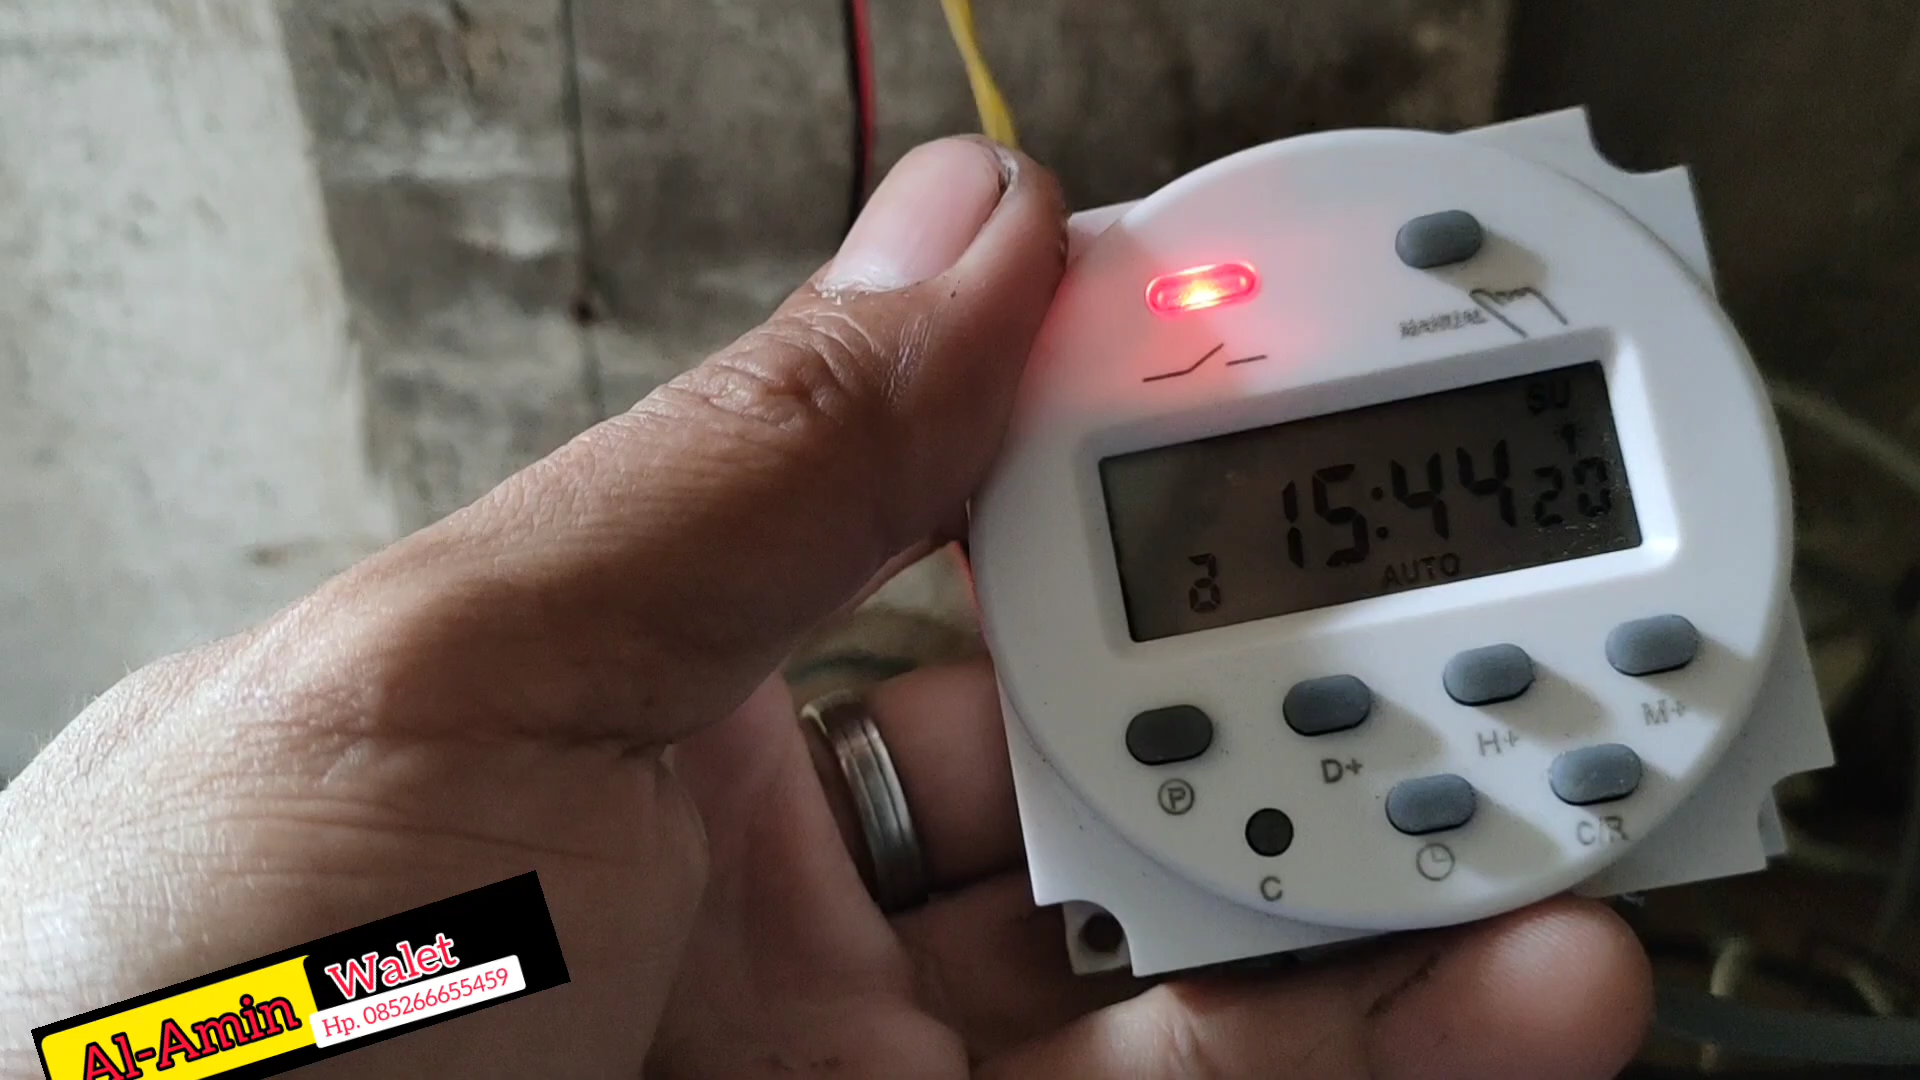 MANUAL
SU
15:44 20
AUTO
D+
H+
M+
P
C
C/R
Al-Amin
Walet
Hp. 085266655459